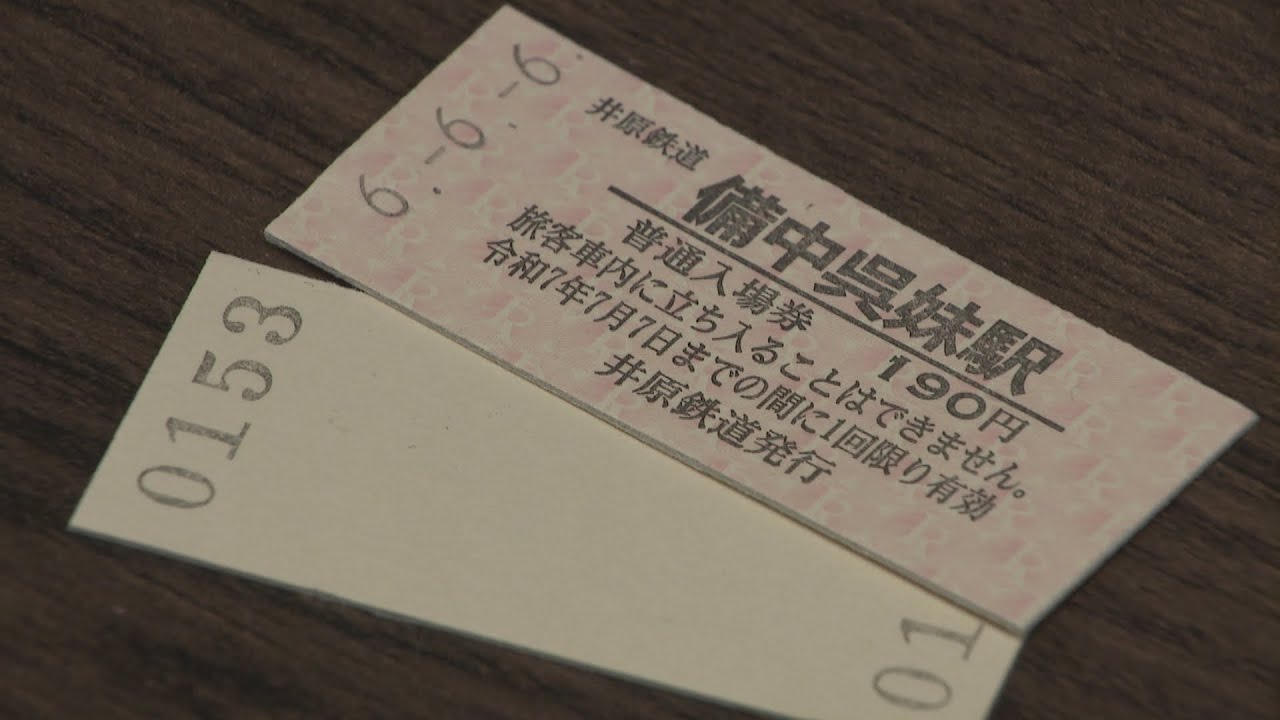 6.-6.-6.
井原鉄道
備中呉妹駅
普通入場券 190円
旅客車内に立ち入ることはできません。
令和7年7月7日までの間に1回限り有効
井原鉄道発行
0153
01